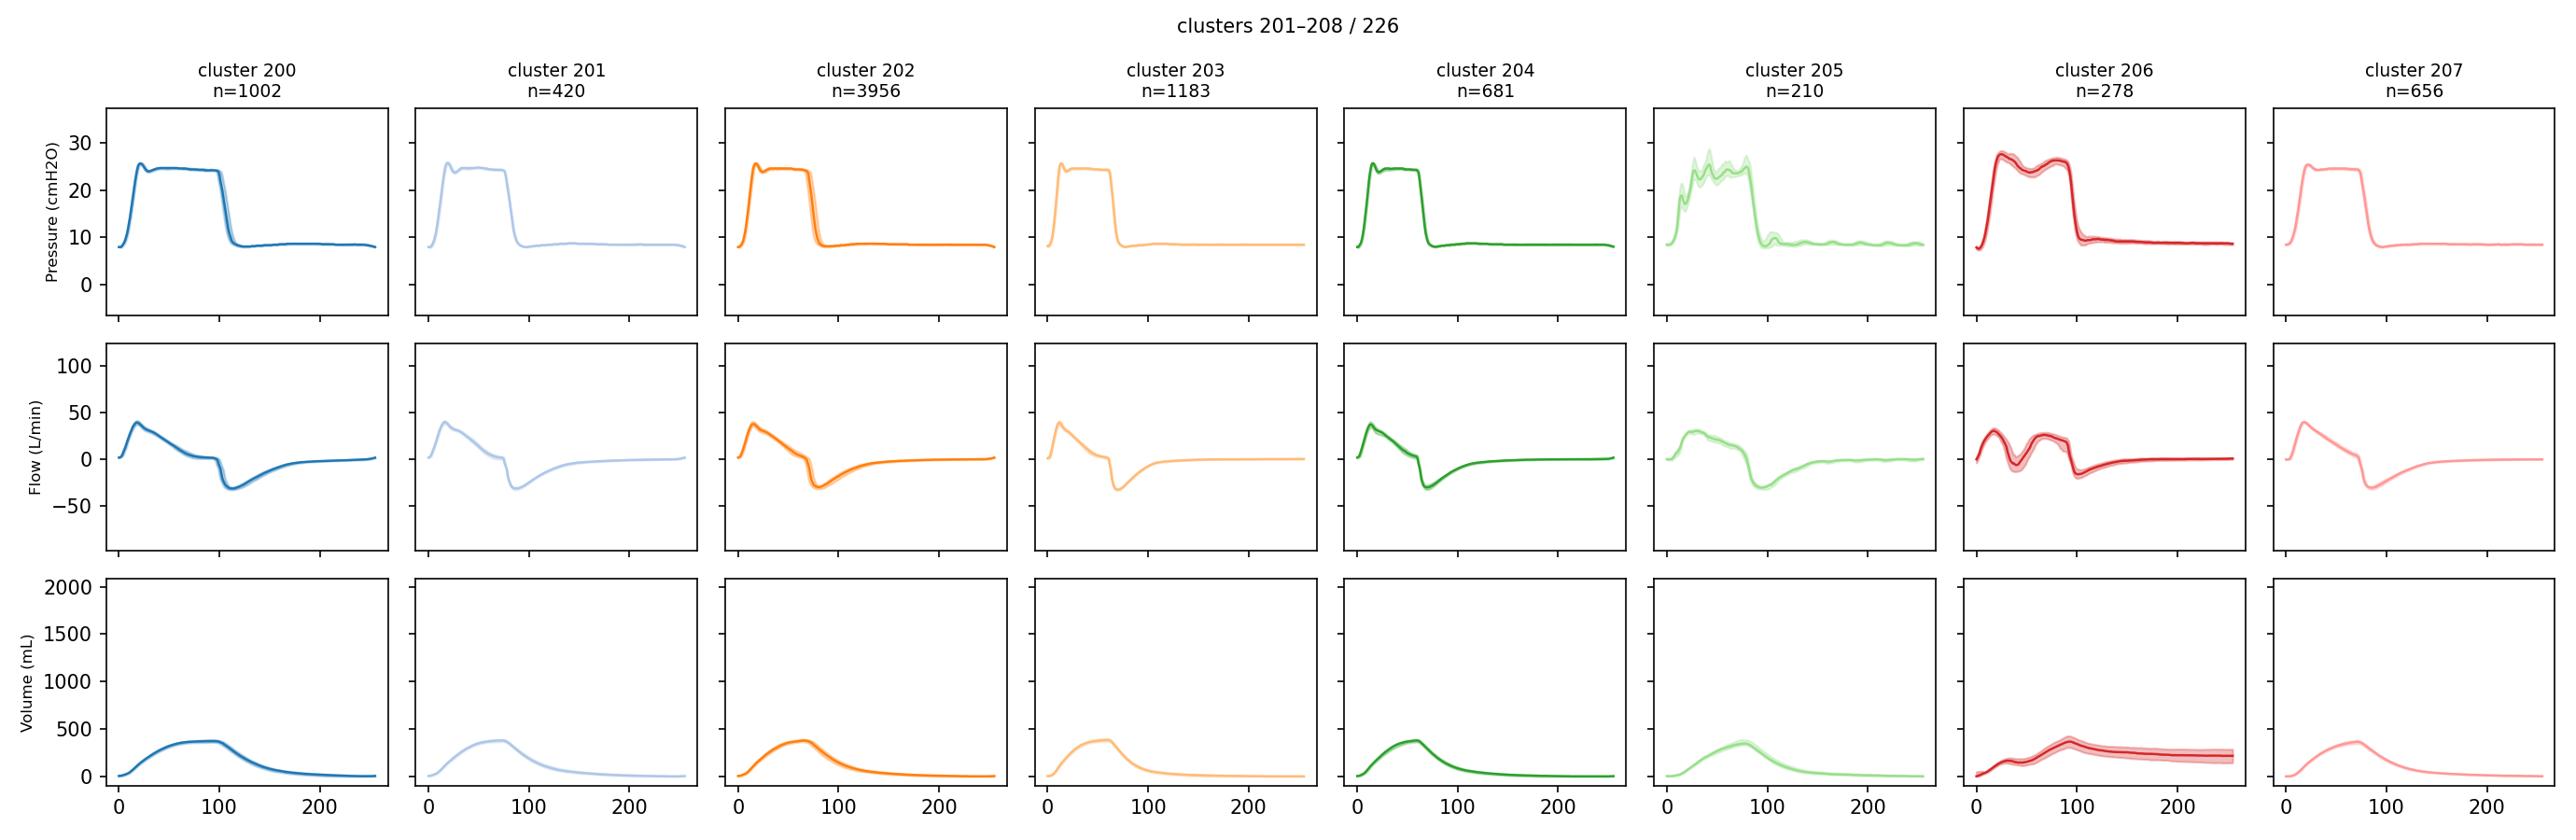 clusters 201–208 / 226
cluster 200
n=1002
cluster 201
n=420
cluster 202
n=3956
cluster 203
n=1183
cluster 204
n=681
cluster 205
n=210
cluster 206
n=278
cluster 207
n=656
Pressure (cmH2O)
30
20
10
0
Flow (L/min)
100
50
0
−50
Volume (mL)
2000
1500
1000
500
0
0 100 200
0 100 200
0 100 200
0 100 200
0 100 200
0 100 200
0 100 200
0 100 200